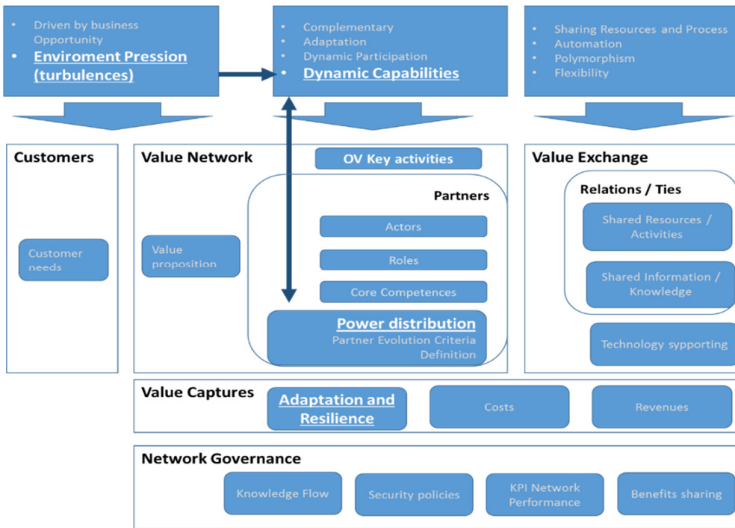 Driven by business
Opportunity
Enviroment Pression
(turbulences)
Complementary
Adaptation
Dynamic Participation
Dynamic Capabilities
Sharing Resources and Process
Automation
Polymorphism
Flexibility
Customers
Customer
needs
Value Network
OV Key activities
Value
proposition
Partners
Actors
Roles
Core Competences
Power distribution
Partner Evolution Criteria
Definition
Value Exchange
Relations / Ties
Shared Resources /
Activities
Shared Information /
Knowledge
Technology sypporting
Value Captures
Adaptation and
Resilience
Costs
Revenues
Network Governance
Knowledge Flow
Security policies
KPI Network
Performance
Benefits sharing